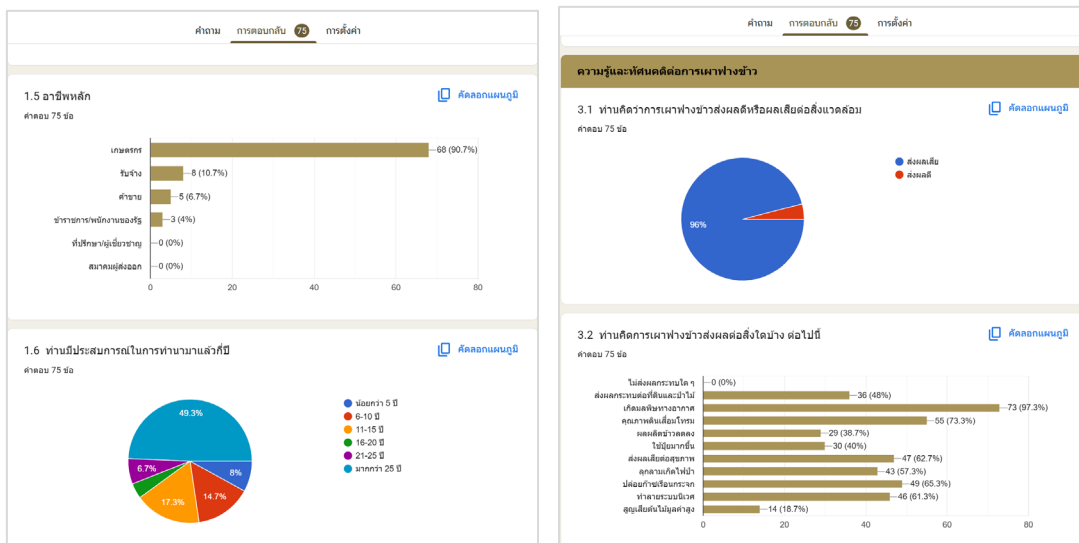 คำถาม การตอบกลับ 75 การตั้งค่า
1.5 อาชีพหลัก
คัดลอกแผนภูมิ
คำตอบ 75 ข้อ
เกษตรกร 68 (90.7%)
รับจ้าง 8 (10.7%)
ค้าขาย 5 (6.7%)
ข้าราชการ/พนักงานของรัฐ 3 (4%)
ที่ปรึกษา/ผู้เชี่ยวชาญ 0 (0%)
สมาคมผู้ส่งออก 0 (0%)
0 20 40 60 80
1.6 ท่านมีประสบการณ์ในการทำนามาแล้วกี่ปี
คัดลอกแผนภูมิ
คำตอบ 75 ข้อ
49.3%
6.7%
17.3%
14.7%
8%
น้อยกว่า 5 ปี
6-10 ปี
11-15 ปี
16-20 ปี
21-25 ปี
มากกว่า 25 ปี
คำถาม การตอบกลับ 75 การตั้งค่า
ความรู้และทัศนคติต่อการเผาฟางข้าว
3.1 ท่านคิดว่าการเผาฟางข้าวส่งผลดีหรือผลเสียต่อสิ่งแวดล้อม
คัดลอกแผนภูมิ
คำตอบ 75 ข้อ
96%
ส่งผลเสีย
ส่งผลดี
3.2 ท่านคิดการเผาฟางข้าวส่งผลต่อสิ่งใดบ้าง ต่อไปนี้
คัดลอกแผนภูมิ
คำตอบ 75 ข้อ
ไม่ส่งผลกระทบใด ๆ 0 (0%)
ส่งผลกระทบต่อที่ดินและป่าไม้ 36 (48%)
เกิดมลพิษทางอากาศ 73 (97.3%)
คุณภาพดินเสื่อมโทรม 55 (73.3%)
ผลผลิตข้าวลดลง 29 (38.7%)
ใช้ปุ๋ยมากขึ้น 30 (40%)
ส่งผลเสียต่อสุขภาพ 47 (62.7%)
ลุกลามเกิดไฟป่า 43 (57.3%)
ปล่อยก๊าซเรือนกระจก 49 (65.3%)
ทำลายระบบนิเวศ 46 (61.3%)
สูญเสียต้นไม้มูลค่าสูง 14 (18.7%)
0 20 40 60 80